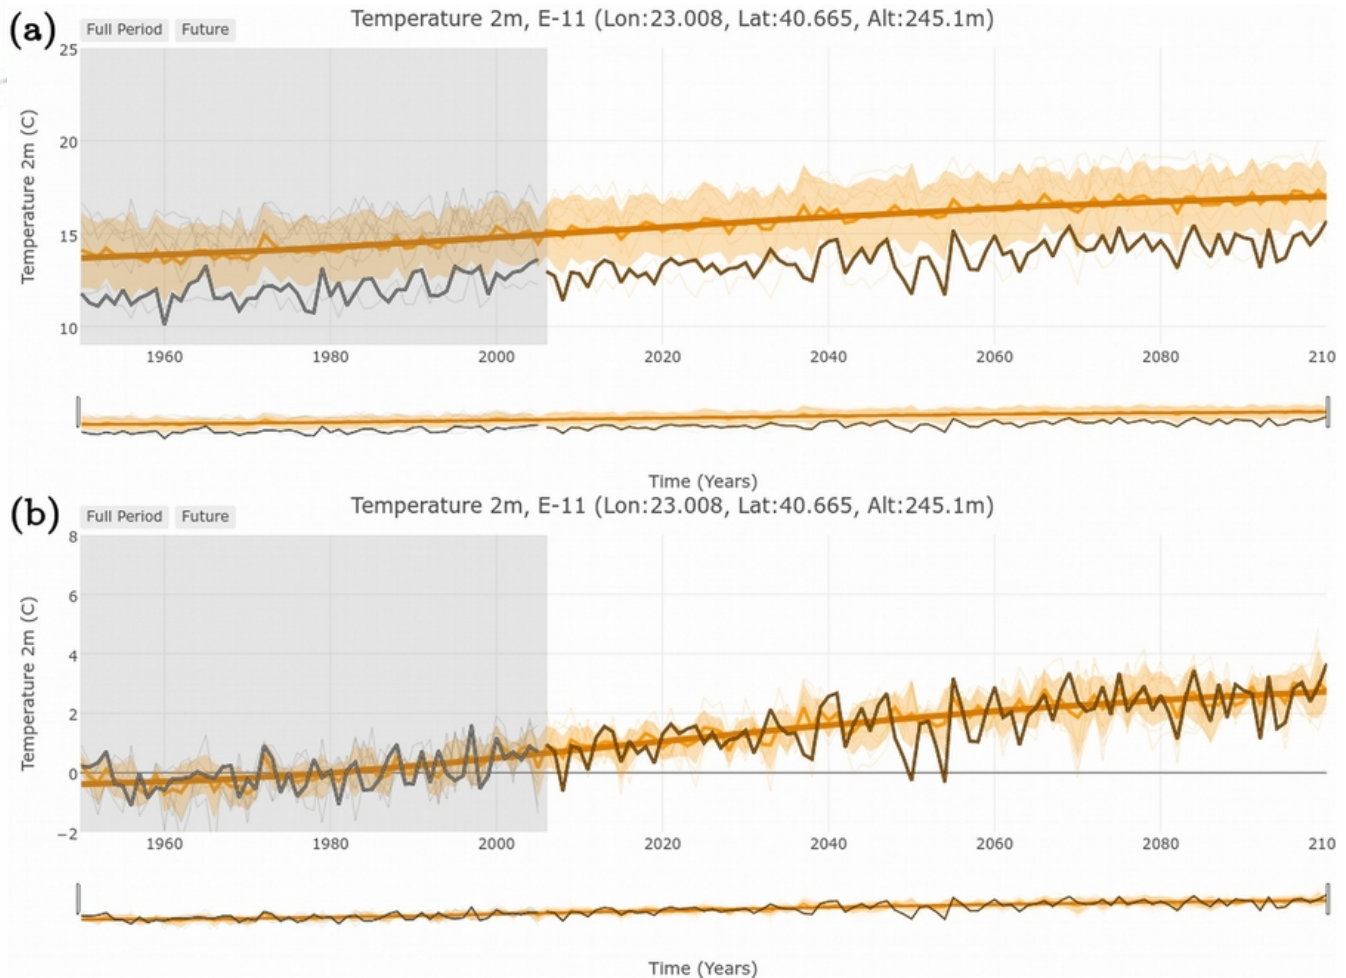 (a)
Temperature 2m, E-11 (Lon:23.008, Lat:40.665, Alt:245.1m)
Full Period Future
Temperature 2m (C)
25
20
15
10
1960 1980 2000 2020 2040 2060 2080 210
Time (Years)
(b)
Temperature 2m, E-11 (Lon:23.008, Lat:40.665, Alt:245.1m)
Full Period Future
Temperature 2m (C)
8
6
4
2
0
−2
1960 1980 2000 2020 2040 2060 2080 210
Time (Years)